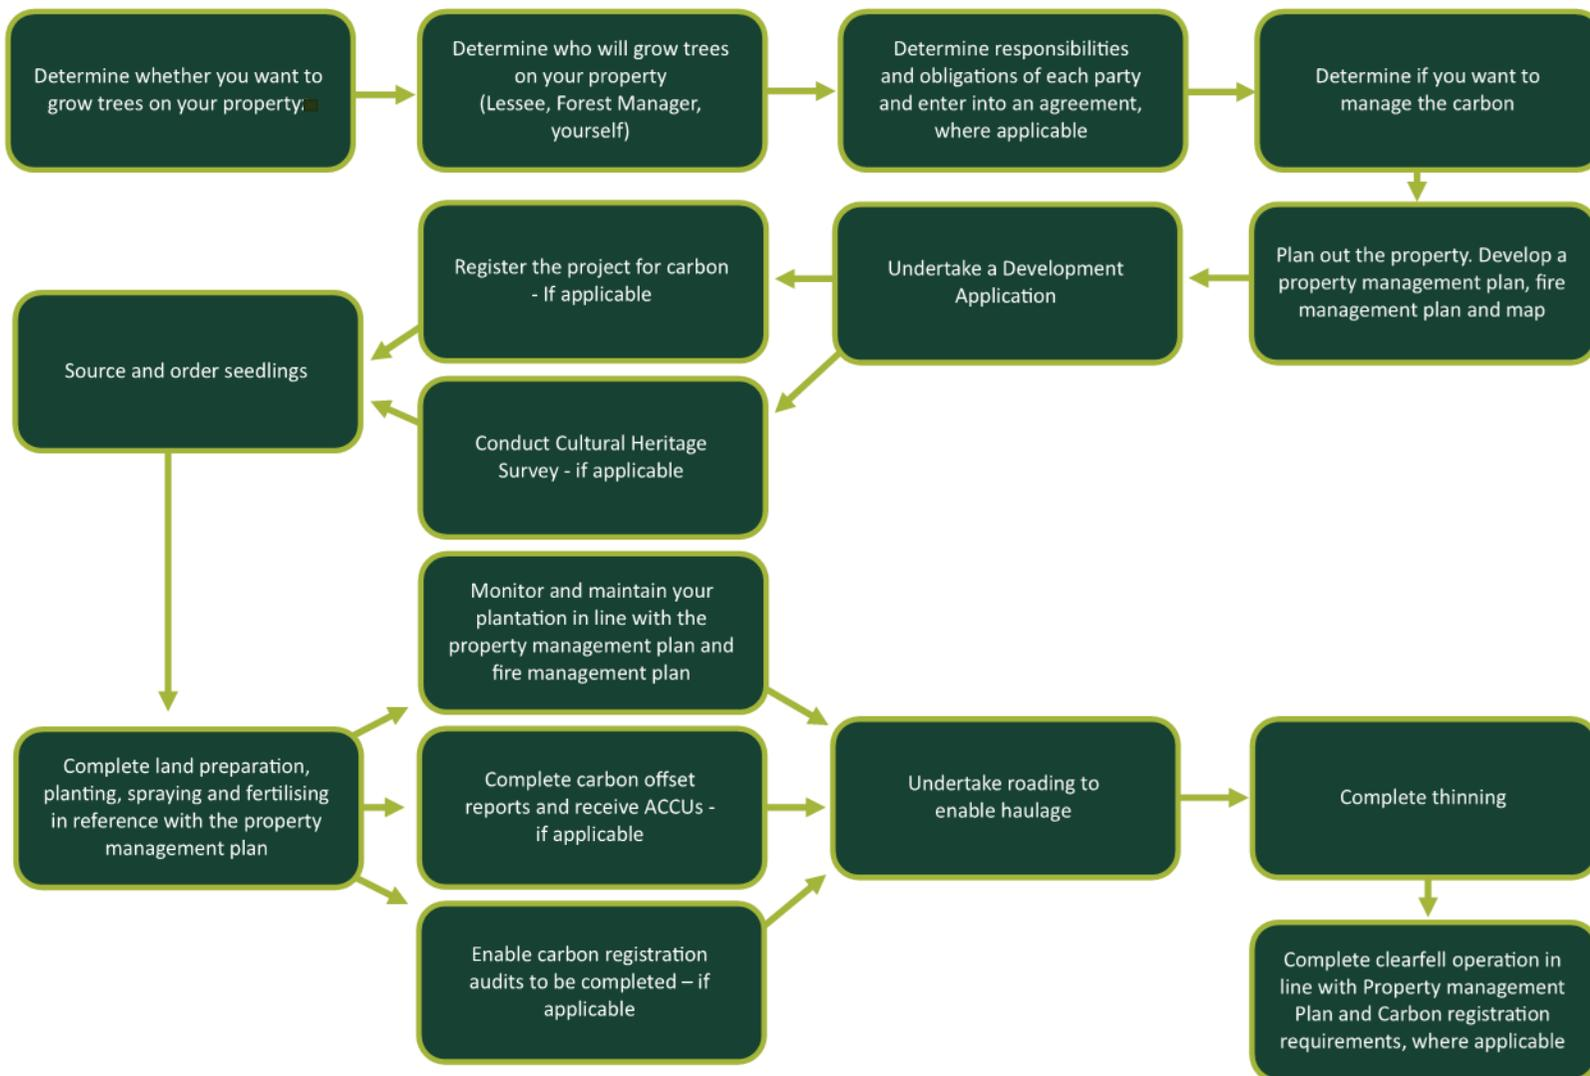 Determine whether you want to
grow trees on your property.
Determine who will grow trees
on your property
(Lessee, Forest Manager,
yourself)
Determine responsibilities
and obligations of each party
and enter into an agreement,
where applicable
Determine if you want to
manage the carbon
Plan out the property. Develop a
property management plan, fire
management plan and map
Undertake a Development
Application
Register the project for carbon
- If applicable
Conduct Cultural Heritage
Survey - if applicable
Source and order seedlings
Complete land preparation,
planting, spraying and fertilising
in reference with the property
management plan
Monitor and maintain your
plantation in line with the
property management plan and
fire management plan
Complete carbon offset
reports and receive ACCUs -
if applicable
Enable carbon registration
audits to be completed – if
applicable
Undertake roading to
enable haulage
Complete thinning
Complete clearfell operation in
line with Property management
Plan and Carbon registration
requirements, where applicable